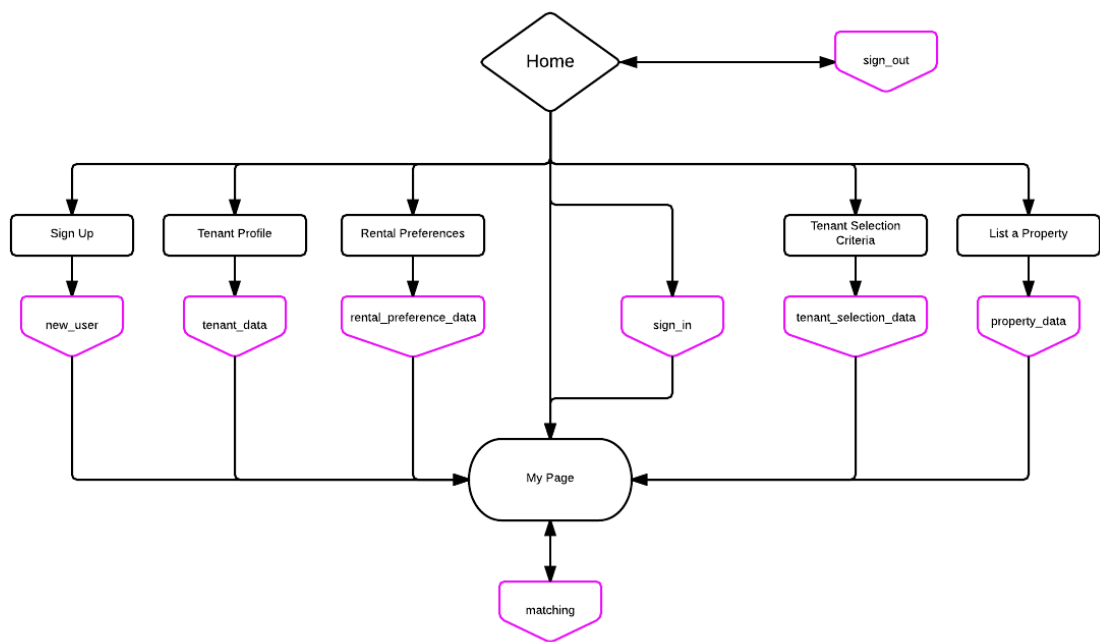 Home
sign_out
Sign Up
Tenant Profile
Rental Preferences
Tenant Selection
Criteria
List a Property
new_user
tenant_data
rental_preference_data
sign_in
tenant_selection_data
property_data
My Page
matching